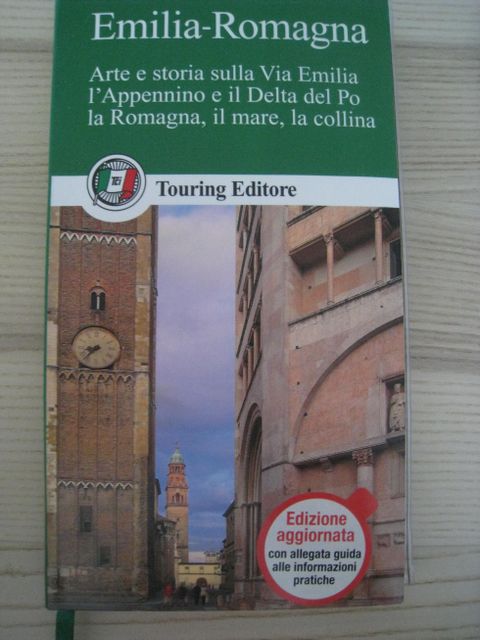 Emilia-Romagna
Arte e storia sulla Via Emilia
l'Appennino e il Delta del Po
la Romagna, il mare, la collina
TCI
Touring Editore
Edizione
aggiornata
con allegata guida
alle informazioni
pratiche